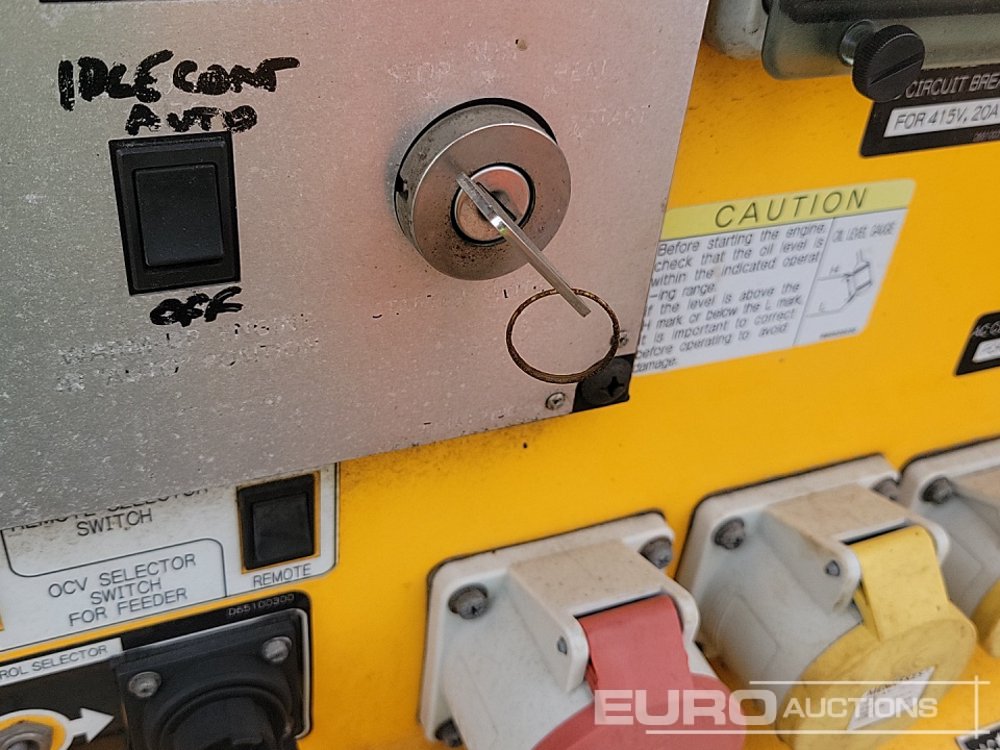 IDLE CONT
AUTO
OFF
CIRCUIT BREA
FOR 415V, 20A
CAUTION
Before starting the engine,
check that the oil level is
within the indicated operat
-ing range.
If the level is above the
H mark or below the L mark,
it is important to correct
before operating to avoid
damage.
OIL LEVEL GAUGE
H
L
REMOTE SELECTOR
SWITCH
OCV SELECTOR
SWITCH
FOR FEEDER
REMOTE
D65100300
ROL SELECTOR
EURO AUCTIONS